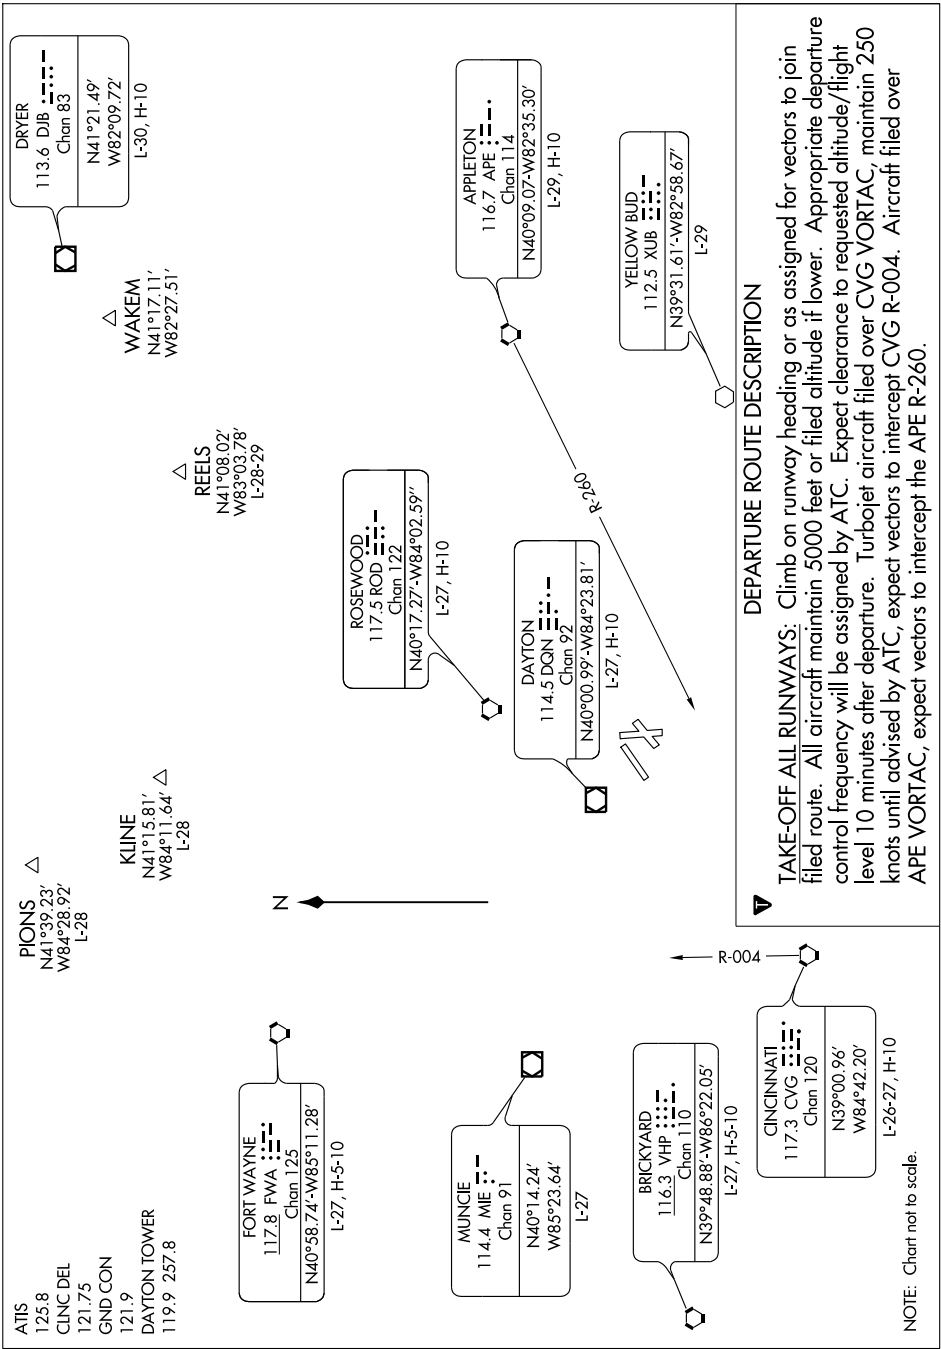 ATIS
125.8
CLNC DEL
121.75
GND CON
121.9
DAYTON TOWER
119.9 257.8
PIONS
N41°39.23'
W84°28.92'
L-28
KLINE
N41°15.81'
W84°11.64'
L-28
REELS
N41°08.02'
W83°03.78'
L-28-29
WAKEM
N41°17.11'
W82°27.51'
DRYER
113.6 DJB
Chan 83
N41°21.49'
W82°09.72'
L-30, H-10
FORT WAYNE
117.8 FWA
Chan 125
N40°58.74'-W85°11.28'
L-27, H-5-10
N
ROSEWOOD
117.5 ROD
Chan 122
N40°17.27'-W84°02.59''
L-27, H-10
APPLETON
116.7 APE
Chan 114
N40°09.07-W82°35.30'
L-29, H-10
MUNCIE
114.4 MIE
Chan 91
N40°14.24'
W85°23.64'
L-27
DAYTON
114.5 DQN
Chan 92
N40°00.99'-W84°23.81'
L-27, H-10
R-260
YELLOW BUD
112.5 XUB
N39°31.61'-W82°58.67'
L-29
BRICKYARD
116.3 VHP
Chan 110
N39°48.88'-W86°22.05'
L-27, H-5-10
R-004
CINCINNATI
117.3 CVG
Chan 120
N39°00.96'
W84°42.20'
L-26-27, H-10
NOTE: Chart not to scale.
DEPARTURE ROUTE DESCRIPTION
T
TAKE-OFF ALL RUNWAYS: Climb on runway heading or as assigned for vectors to join
filed route. All aircraft maintain 5000 feet or filed altitude if lower. Appropriate departure
control frequency will be assigned by ATC. Expect clearance to requested altitude/flight
level 10 minutes after departure. Turbojet aircraft filed over CVG VORTAC, maintain 250
knots until advised by ATC, expect vectors to intercept CVG R-004. Aircraft filed over
APE VORTAC, expect vectors to intercept the APE R-260.